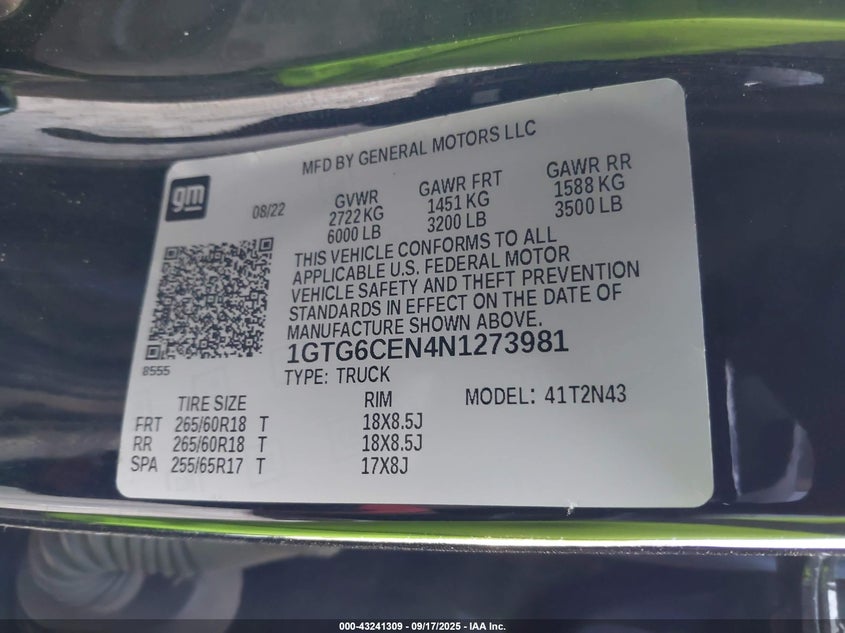 MFD BY GENERAL MOTORS LLC
gm
08/22
GVWR
2722 KG
6000 LB
GAWR FRT
1451 KG
3200 LB
GAWR RR
1588 KG
3500 LB
THIS VEHICLE CONFORMS TO ALL
APPLICABLE U.S. FEDERAL MOTOR
VEHICLE SAFETY AND THEFT PREVENTION
STANDARDS IN EFFECT ON THE DATE OF
MANUFACTURE SHOWN ABOVE.
8555
1GTG6CEN4N1273981
TYPE: TRUCK
MODEL: 41T2N43
TIRE SIZE RIM
FRT 265/60R18 T 18X8.5J
RR 265/60R18 T 18X8.5J
SPA 255/65R17 T 17X8J
000-43241309 - 09/17/2025 - IAA Inc.